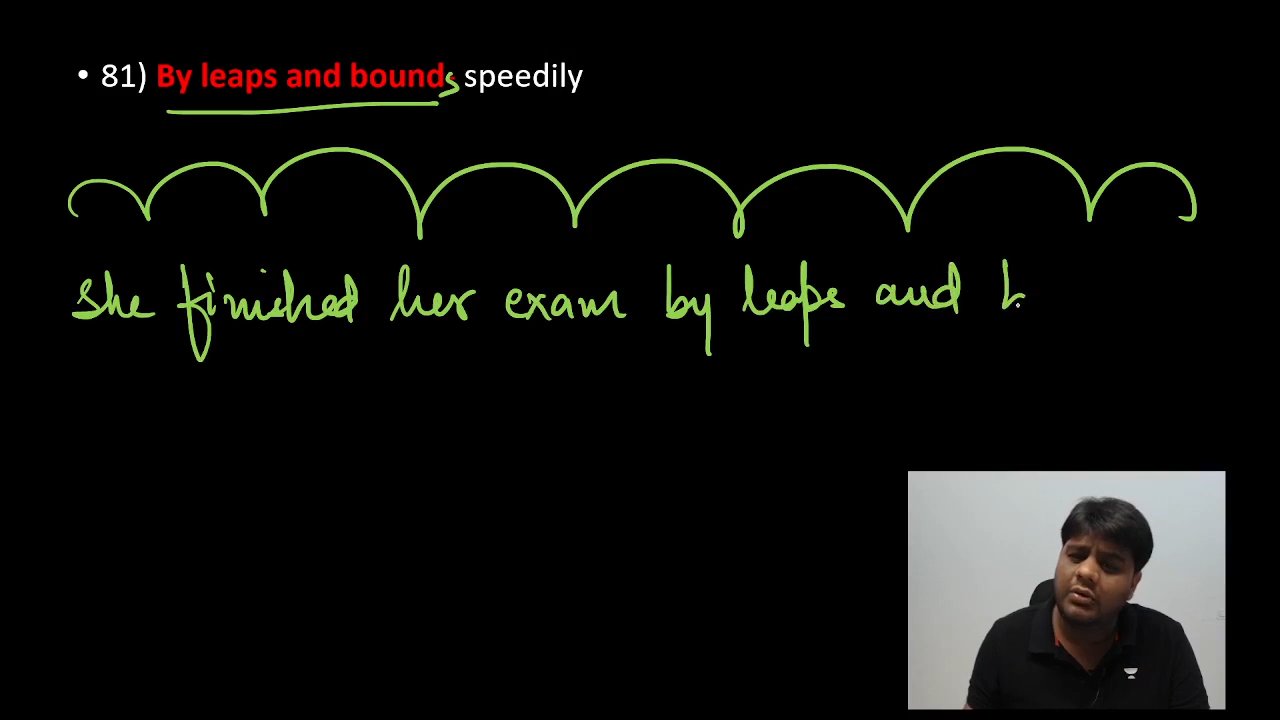 • 81) By leaps and bounds speedily
She finished her exam by leaps and b